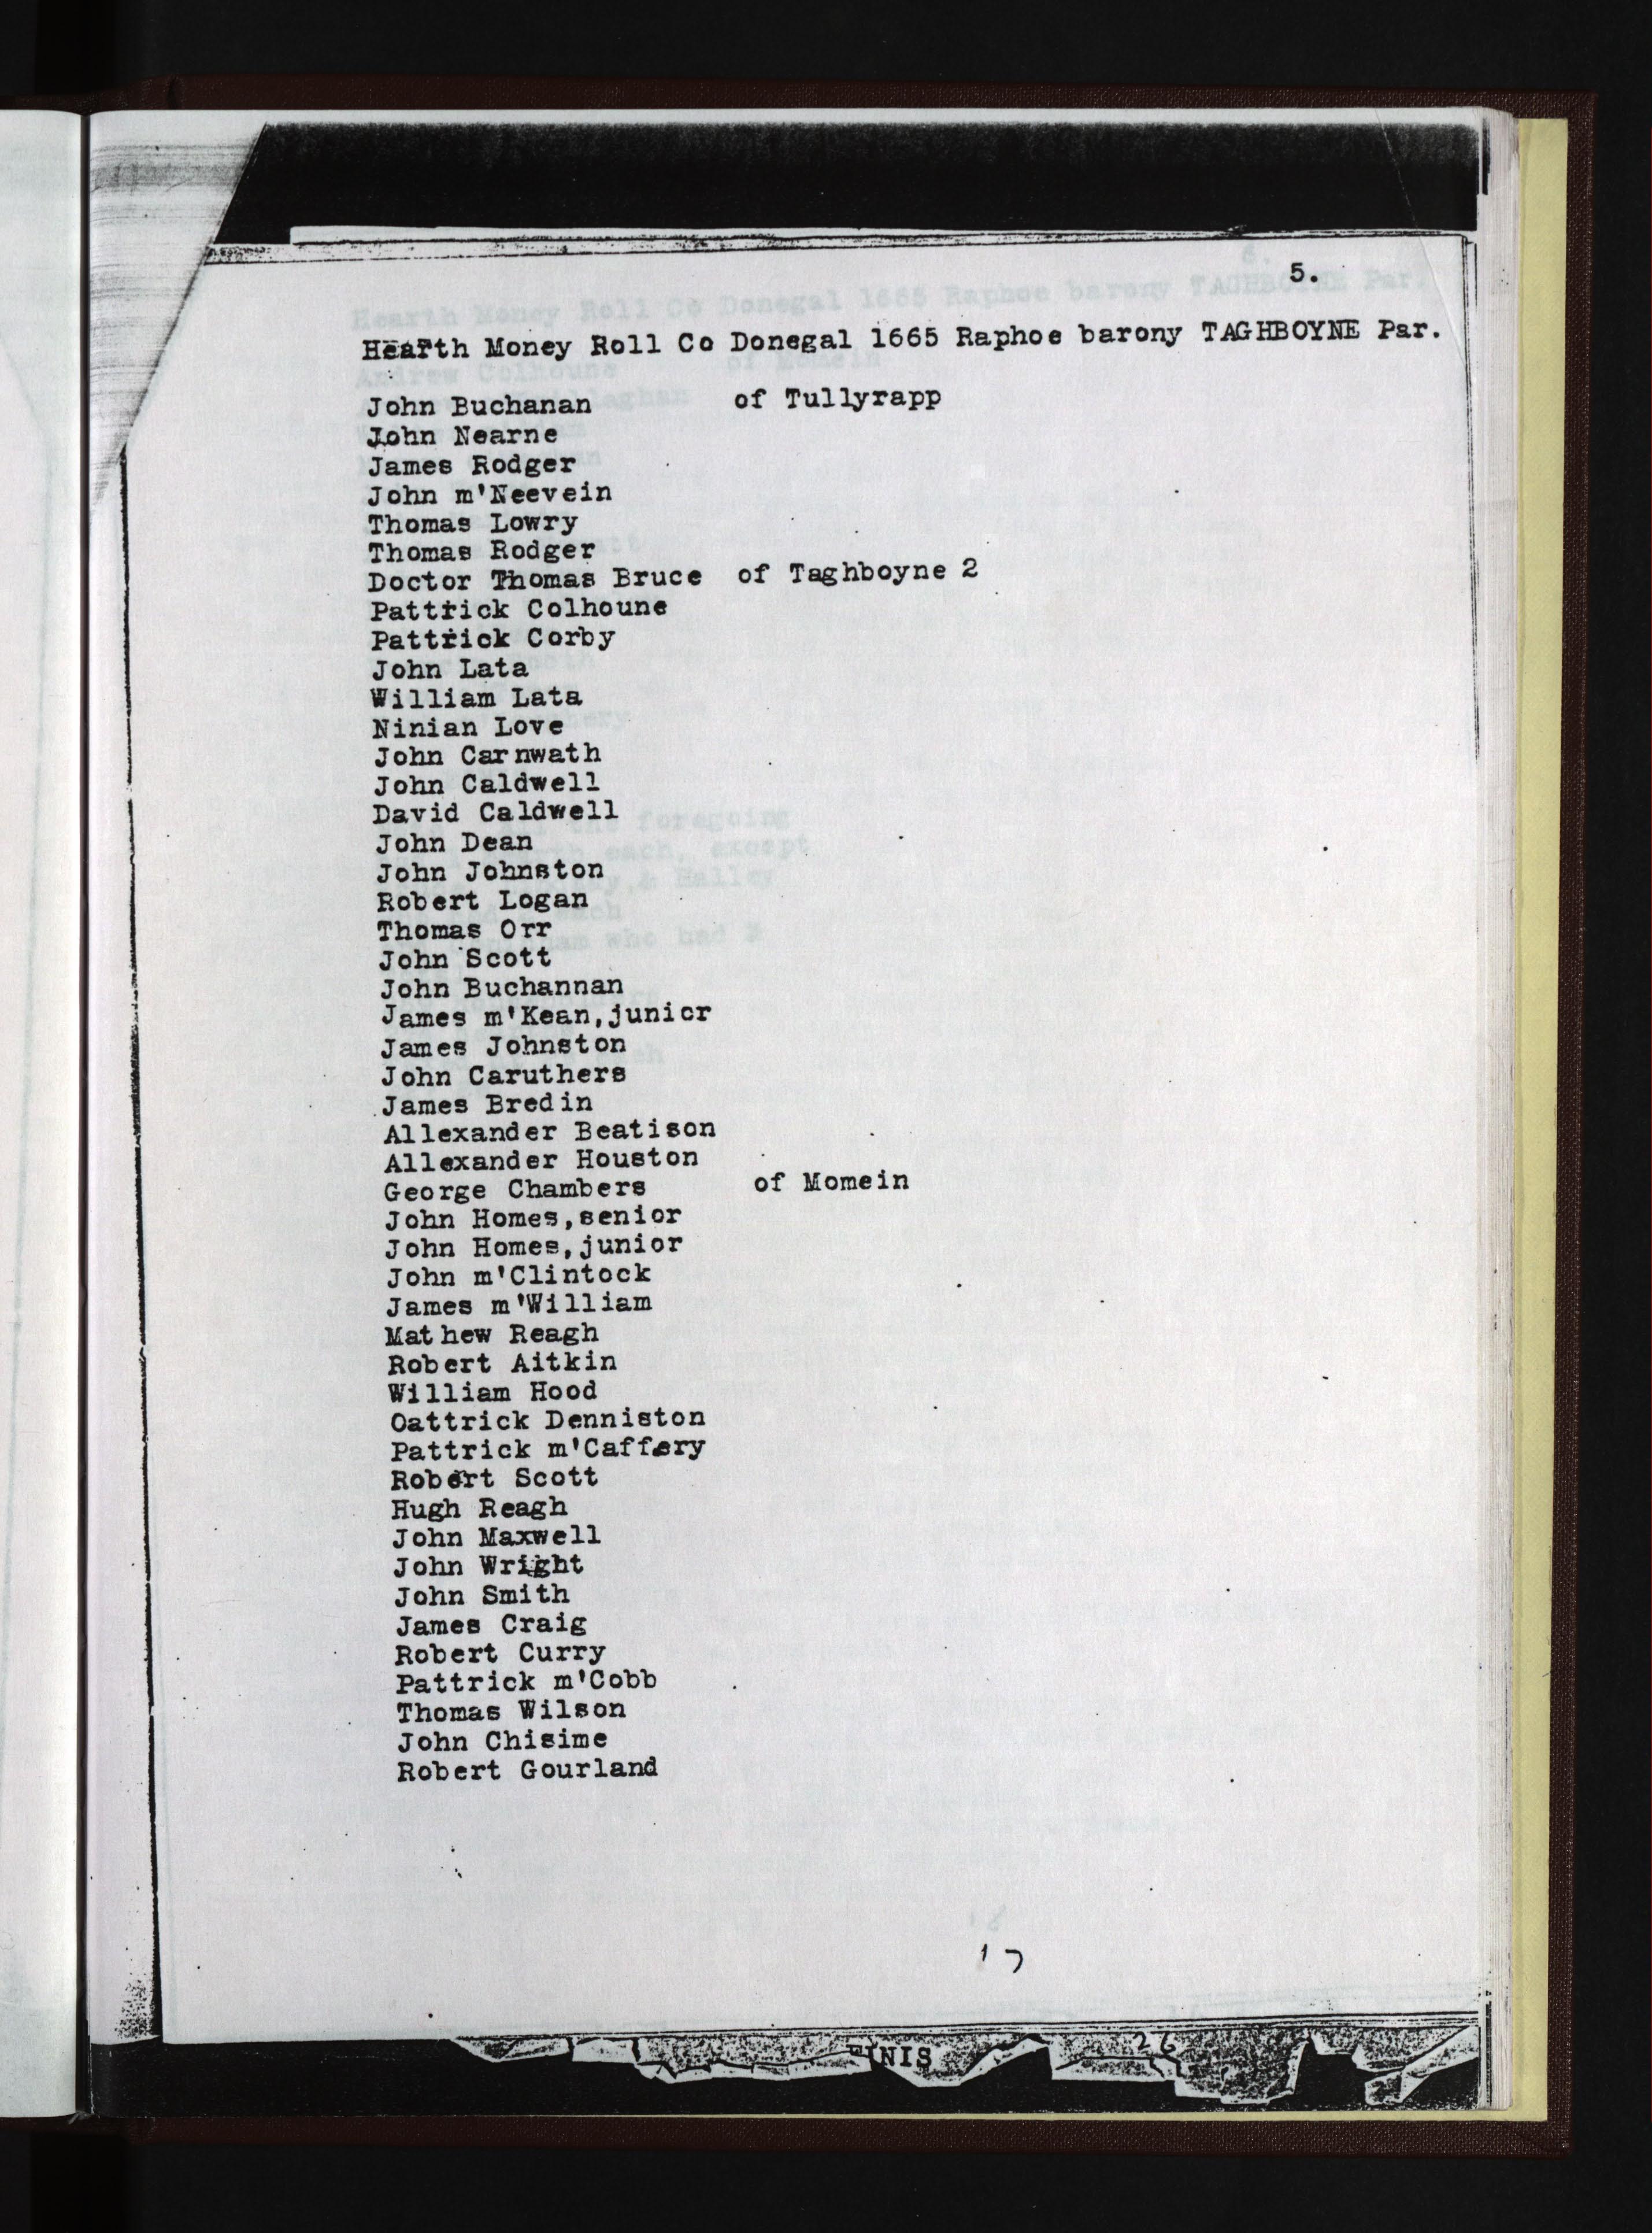 5.
Hearth Money Roll Co Donegal 1665 Raphoe barony TAGHBOYNE Par.
John Buchanan of Tullyrapp
John Nearne
James Rodger
John m'Neevein
Thomas Lowry
Thomas Rodger
Doctor Thomas Bruce of Taghboyne 2
Pattrick Colhoune
Pattrick Corby
John Lata
William Lata
Ninian Love
John Carnwath
John Caldwell
David Caldwell
John Dean
John Johnston
Robert Logan
Thomas Orr
John Scott
John Buchannan
James m'Kean,junior
James Johnston
John Caruthers
James Bredin
Allexander Beatison
Allexander Houston
George Chambers of Momein
John Homes,senior
John Homes,junior
John m'Clintock
James m'William
Mathew Reagh
Robert Aitkin
William Hood
Oattrick Denniston
Pattrick m'Caffery
Robert Scott
Hugh Reagh
John Maxwell
John Wright
John Smith
James Craig
Robert Curry
Pattrick m'Cobb
Thomas Wilson
John Chisime
Robert Gourland
17
26
FINIS